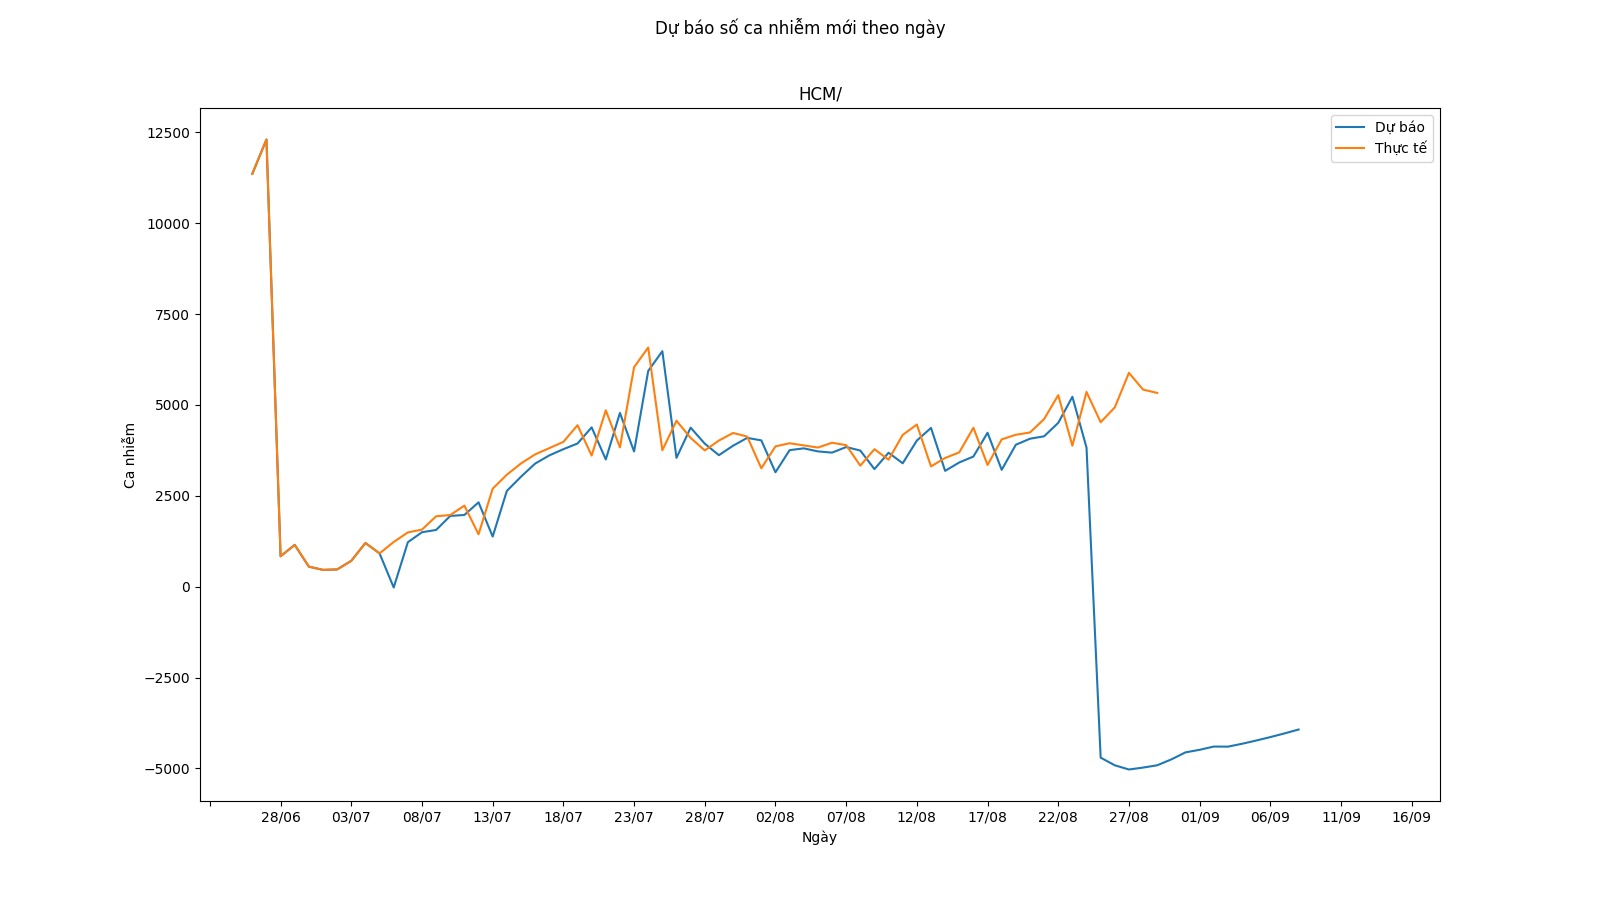 Dự báo số ca nhiễm mới theo ngày
HCM/
Dự báo
Thực tế
Ca nhiễm
12500
10000
7500
5000
2500
0
−2500
−5000
28/06 03/07 08/07 13/07 18/07 23/07 28/07 02/08 07/08 12/08 17/08 22/08 27/08 01/09 06/09 11/09 16/09
Ngày